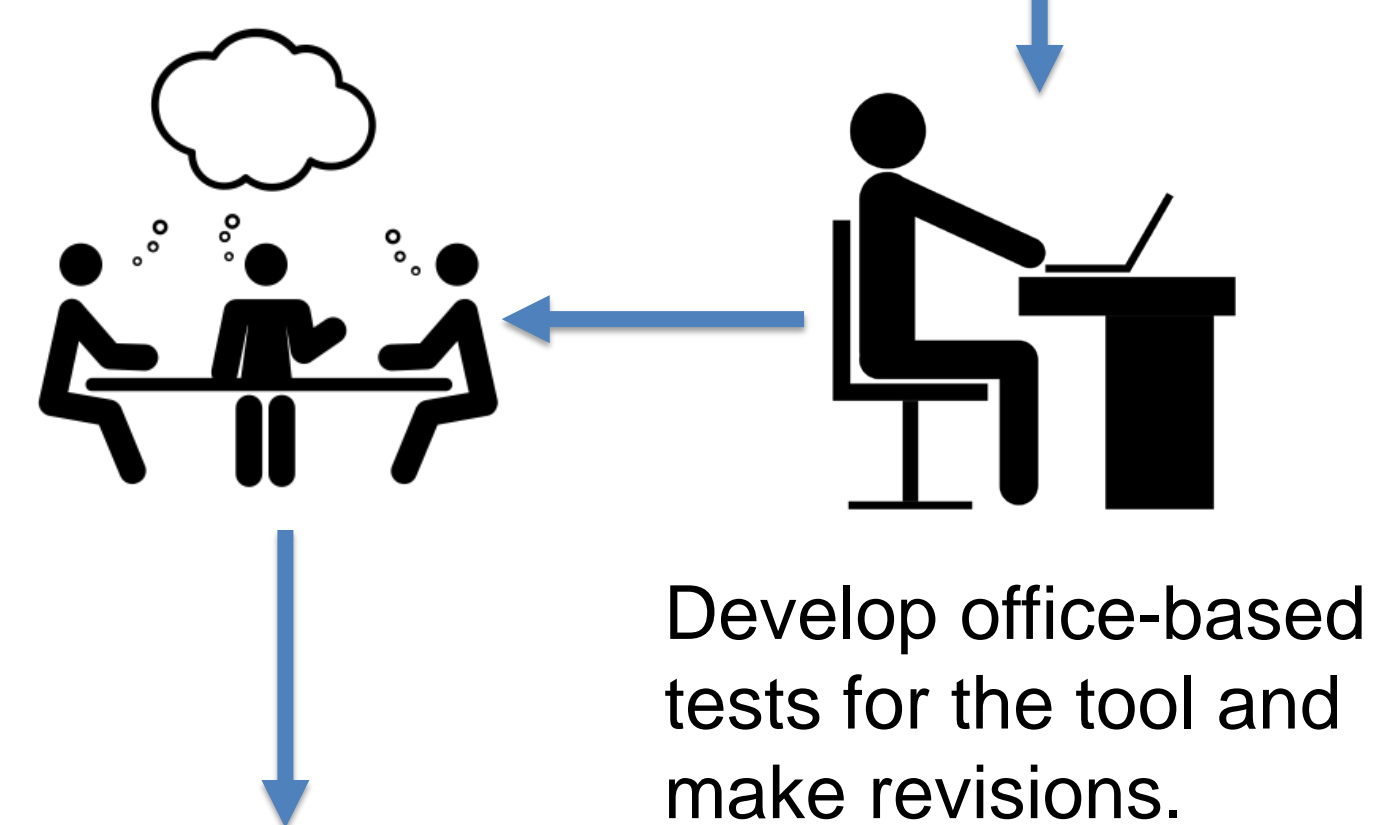 Develop office-based
tests for the tool and
make revisions.